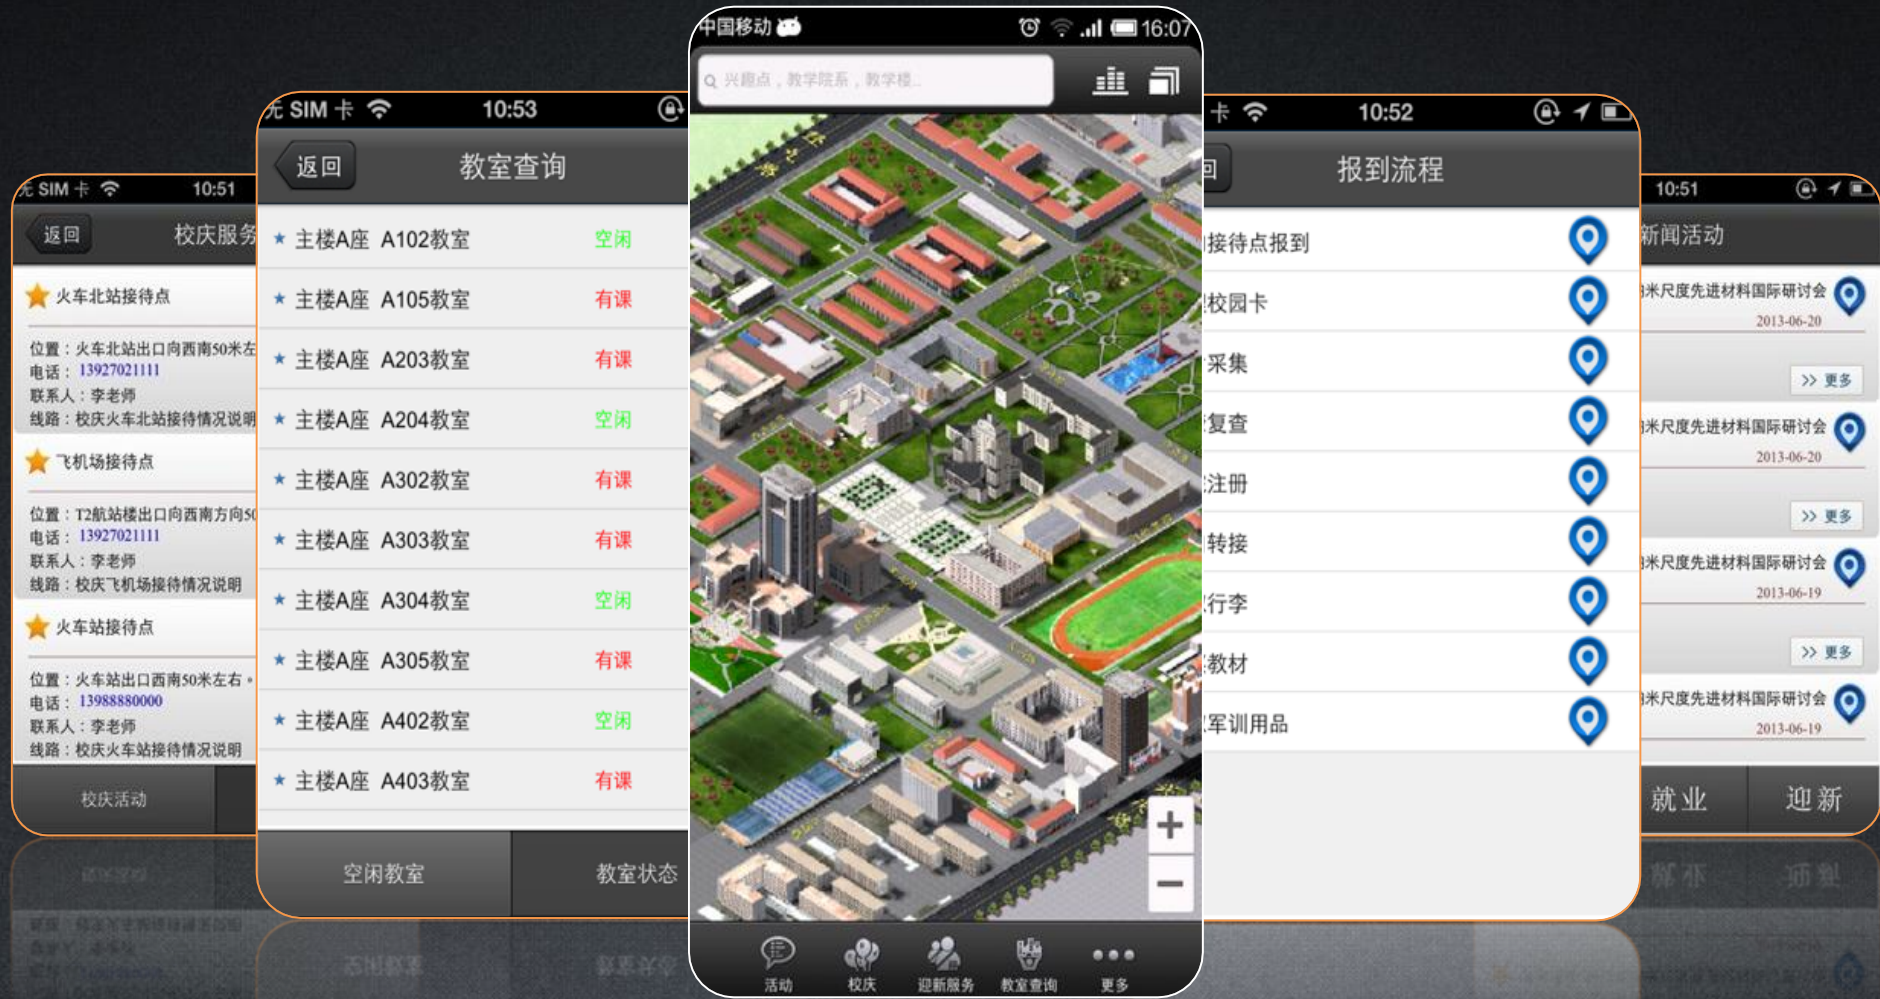 无 SIM 卡
10:51
返回
校庆服务
火车北站接待点
位置：火车北站出口向西南50米左
电话：13927021111
联系人：李老师
线路：校庆火车北站接待情况说明
飞机场接待点
位置：T2航站楼出口向西南方向50
电话：13927021111
联系人：李老师
线路：校庆飞机场接待情况说明
火车站接待点
位置：火车站出口西南50米左右。
电话：13988880000
联系人：李老师
线路：校庆火车站接待情况说明
校庆活动
无 SIM 卡
10:53
返回
教室查询
主楼A座 A102教室 空闲
主楼A座 A105教室 有课
主楼A座 A203教室 有课
主楼A座 A204教室 空闲
主楼A座 A302教室 有课
主楼A座 A303教室 有课
主楼A座 A304教室 空闲
主楼A座 A305教室 有课
主楼A座 A402教室 空闲
主楼A座 A403教室 有课
空闲教室
教室状态
中国移动
16:07
兴趣点，教学院系，教学楼...
+
−
活动
校庆
迎新服务
教室查询
更多
卡
10:52
回
报到流程
接待点报到
校园卡
采集
复查
注册
转接
行李
教材
军训用品
10:51
新闻活动
米尺度先进材料国际研讨会
2013-06-20
>> 更多
米尺度先进材料国际研讨会
2013-06-20
>> 更多
米尺度先进材料国际研讨会
2013-06-19
>> 更多
米尺度先进材料国际研讨会
2013-06-19
就业
迎新